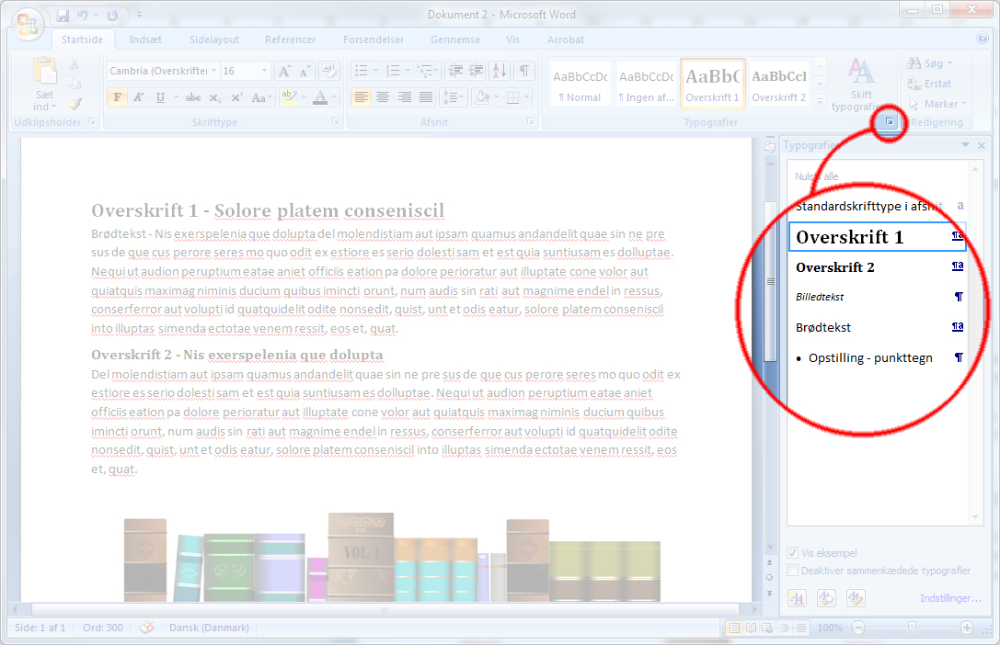 Dokument 2 - Microsoft Word
Startside Indsæt Sidelayout Referencer Forsendelser Gennemse Vis Acrobat
Sæt
ind
Udklipsholder
Cambria (Overskrifter 16
F K U abc x₂ x² Aa
ab A
Skrifttype
Afsnit
AaBbCcDc AaBbCcDc AaBbC AaBbCcI
¶ Normal ¶ Ingen af... Overskrift 1 Overskrift 2
Skift
typografier
Typografier
Søg
Erstat
Marker
Redigering
Overskrift 1 - Solore platem conseniscil
Brødtekst - Nis exerspelenia que dolupta del molendistiam aut ipsam quamus andandelit quae sin ne pre
sus de que cus perore seres mo quo odit ex estiore es serio dolesti sam et est quia suntiusam es dolluptae.
Nequi ut audion peruptium eatae aniet officiis eation pa dolore perioratur aut illuptate cone volor aut
quiatquis maximag niminis ducium quibus imincti orunt, num audis sin rati aut magnime endel in ressus,
conserferror aut volupti id quatquidelit odite nonsedit, quist, unt et odis eatur, solore platem conseniscil
into illuptas simenda ectotae venem ressit, eos et, quat.
Overskrift 2 - Nis exerspelenia que dolupta
Del molendistiam aut ipsam quamus andandelit quae sin ne pre sus de que cus perore seres mo quo odit ex
estiore es serio dolesti sam et est quia suntiusam es dolluptae. Nequi ut audion peruptium eatae aniet
officiis eation pa dolore perioratur aut illuptate cone volor aut quiatquis maximag niminis ducium quibus
imincti orunt, num audis sin rati aut magnime endel in ressus, conserferror aut volupti id quatquidelit odite
nonsedit, quist, unt et odis eatur, solore platem conseniscil into illuptas simenda ectotae venem ressit, eos
et, quat.
VOL. I
Typografier
Nulstil alle
Standardskrifttype i afsnit a
Overskrift 1 ¶a
Overskrift 2 ¶a
Billedtekst ¶
Brødtekst ¶a
• Opstilling - punkttegn ¶
Vis eksempel
Deaktiver sammenkædede typografier
Indstillinger...
Side: 1 af 1 Ord: 300 Dansk (Danmark) 100%